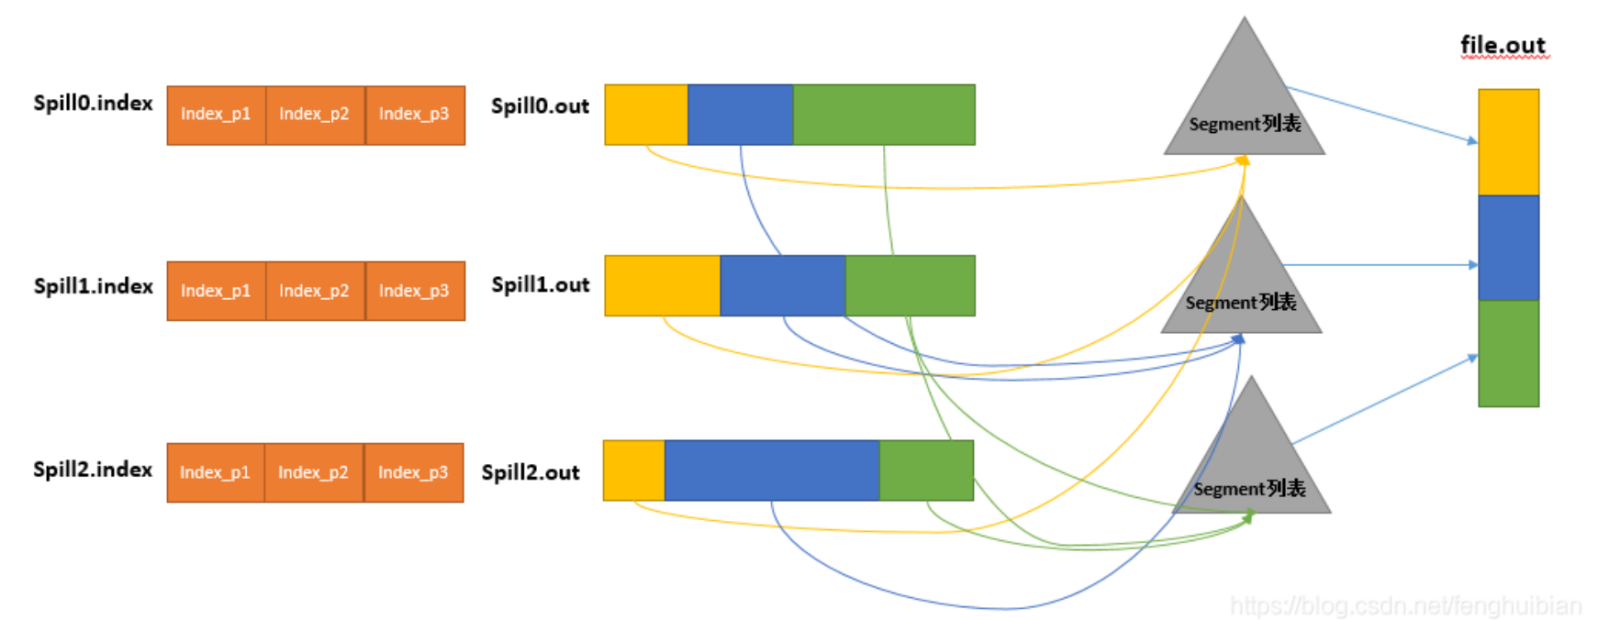 file.out
Spill0.index
Index_p1
Index_p2
Index_p3
Spill0.out
Segment列表
Spill1.index
Index_p1
Index_p2
Index_p3
Spill1.out
Segment列表
Spill2.index
Index_p1
Index_p2
Index_p3
Spill2.out
Segment列表
https://blog.csdn.net/fenghuibian